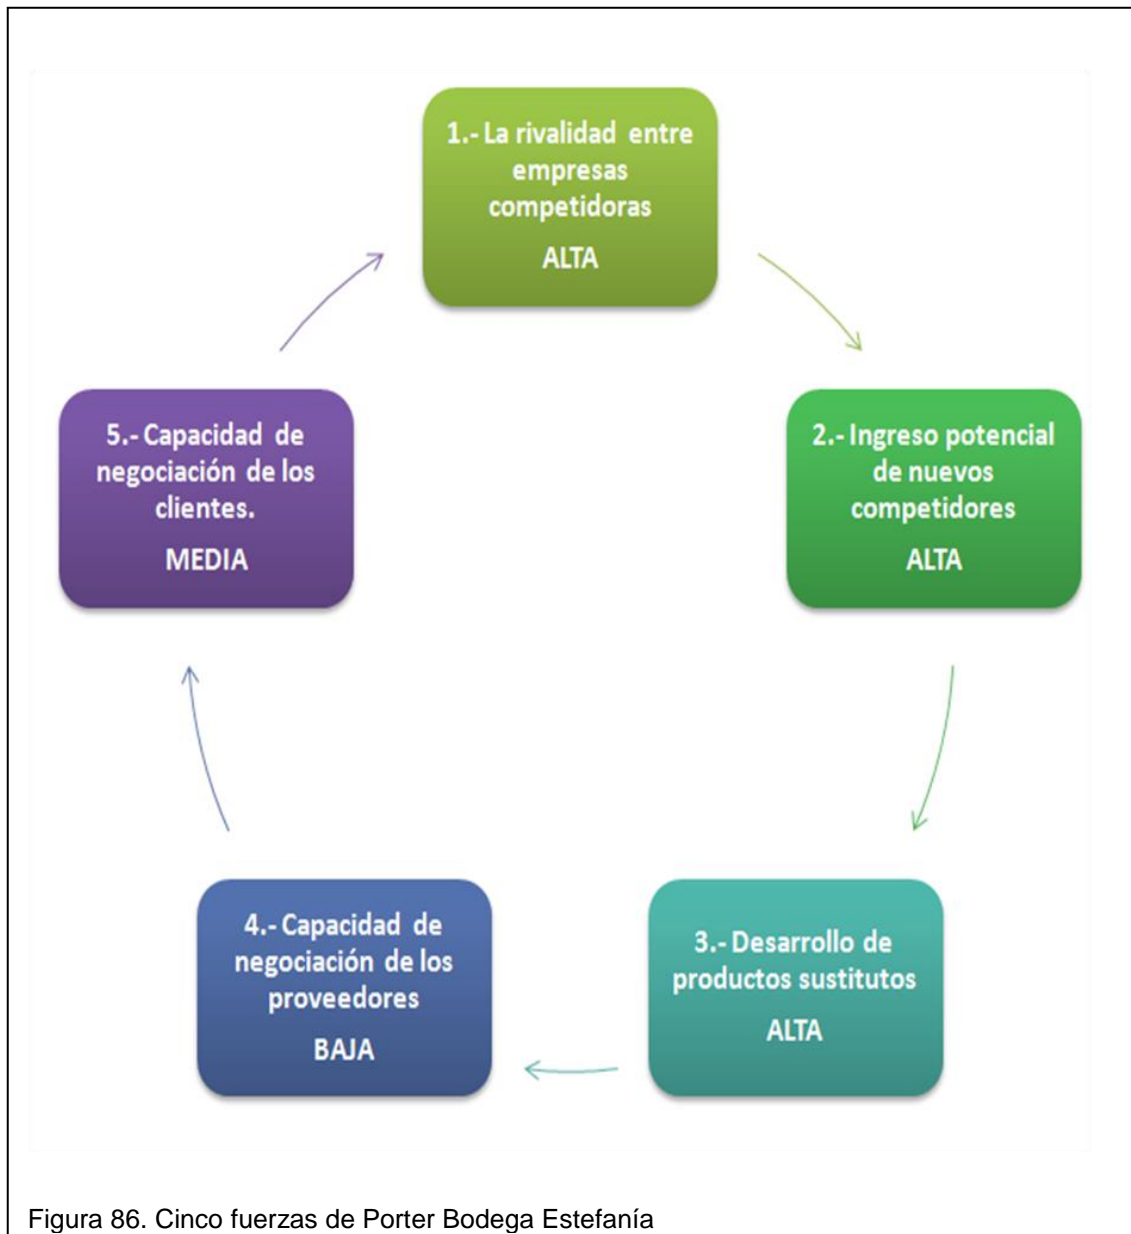 1.- La rivalidad entre
empresas
competidoras
ALTA
2.- Ingreso potencial
de nuevos
competidores
ALTA
3.- Desarrollo de
productos sustitutos
ALTA
4.- Capacidad de
negociación de los
proveedores
BAJA
5.- Capacidad de
negociación de los
clientes.
MEDIA
Figura 86. Cinco fuerzas de Porter Bodega Estefanía